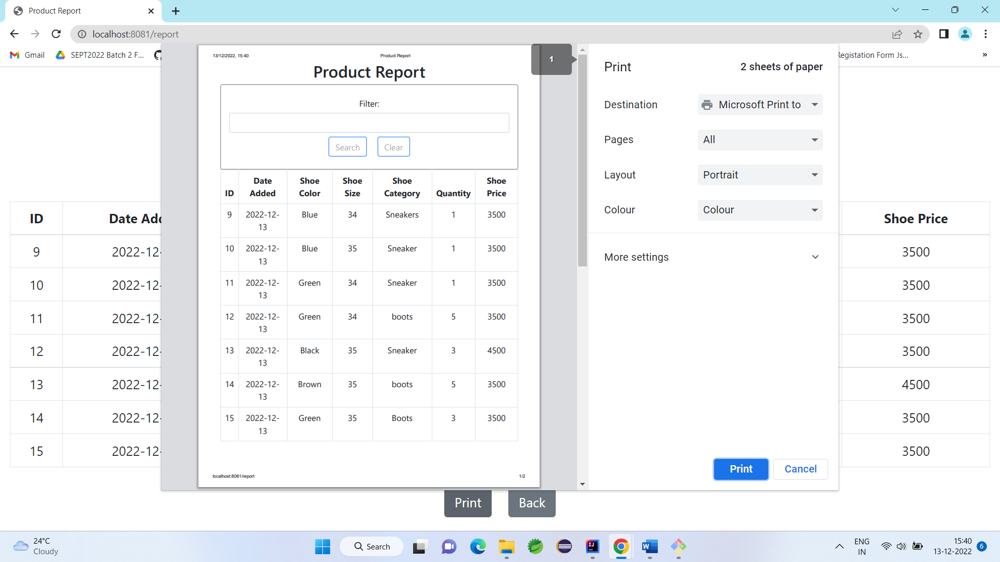 Product Report
localhost:8081/report
Gmail
SEPT2022 Batch 2 F...
Registation Form Js...
»
13/12/2022, 15:40
Product Report
1
Product Report
Filter:
Search
Clear
ID Date Added Shoe Color Shoe Size Shoe Category Quantity Shoe Price
9 2022-12-13 Blue 34 Sneakers 1 3500
10 2022-12-13 Blue 35 Sneaker 1 3500
11 2022-12-13 Green 34 Sneaker 1 3500
12 2022-12-13 Green 34 boots 5 3500
13 2022-12-13 Black 35 Sneaker 3 4500
14 2022-12-13 Brown 35 boots 5 3500
15 2022-12-13 Green 35 Boots 3 3500
localhost:8081/report
1/2
Print
2 sheets of paper
Destination Microsoft Print to
Pages All
Layout Portrait
Colour Colour
More settings
Print
Cancel
ID Date Add Shoe Price
9 2022-12- 3500
10 2022-12- 3500
11 2022-12- 3500
12 2022-12- 3500
13 2022-12- 4500
14 2022-12- 3500
15 2022-12- 3500
Print
Back
24°C
Cloudy
Search
ENG
IN
15:40
13-12-2022
6